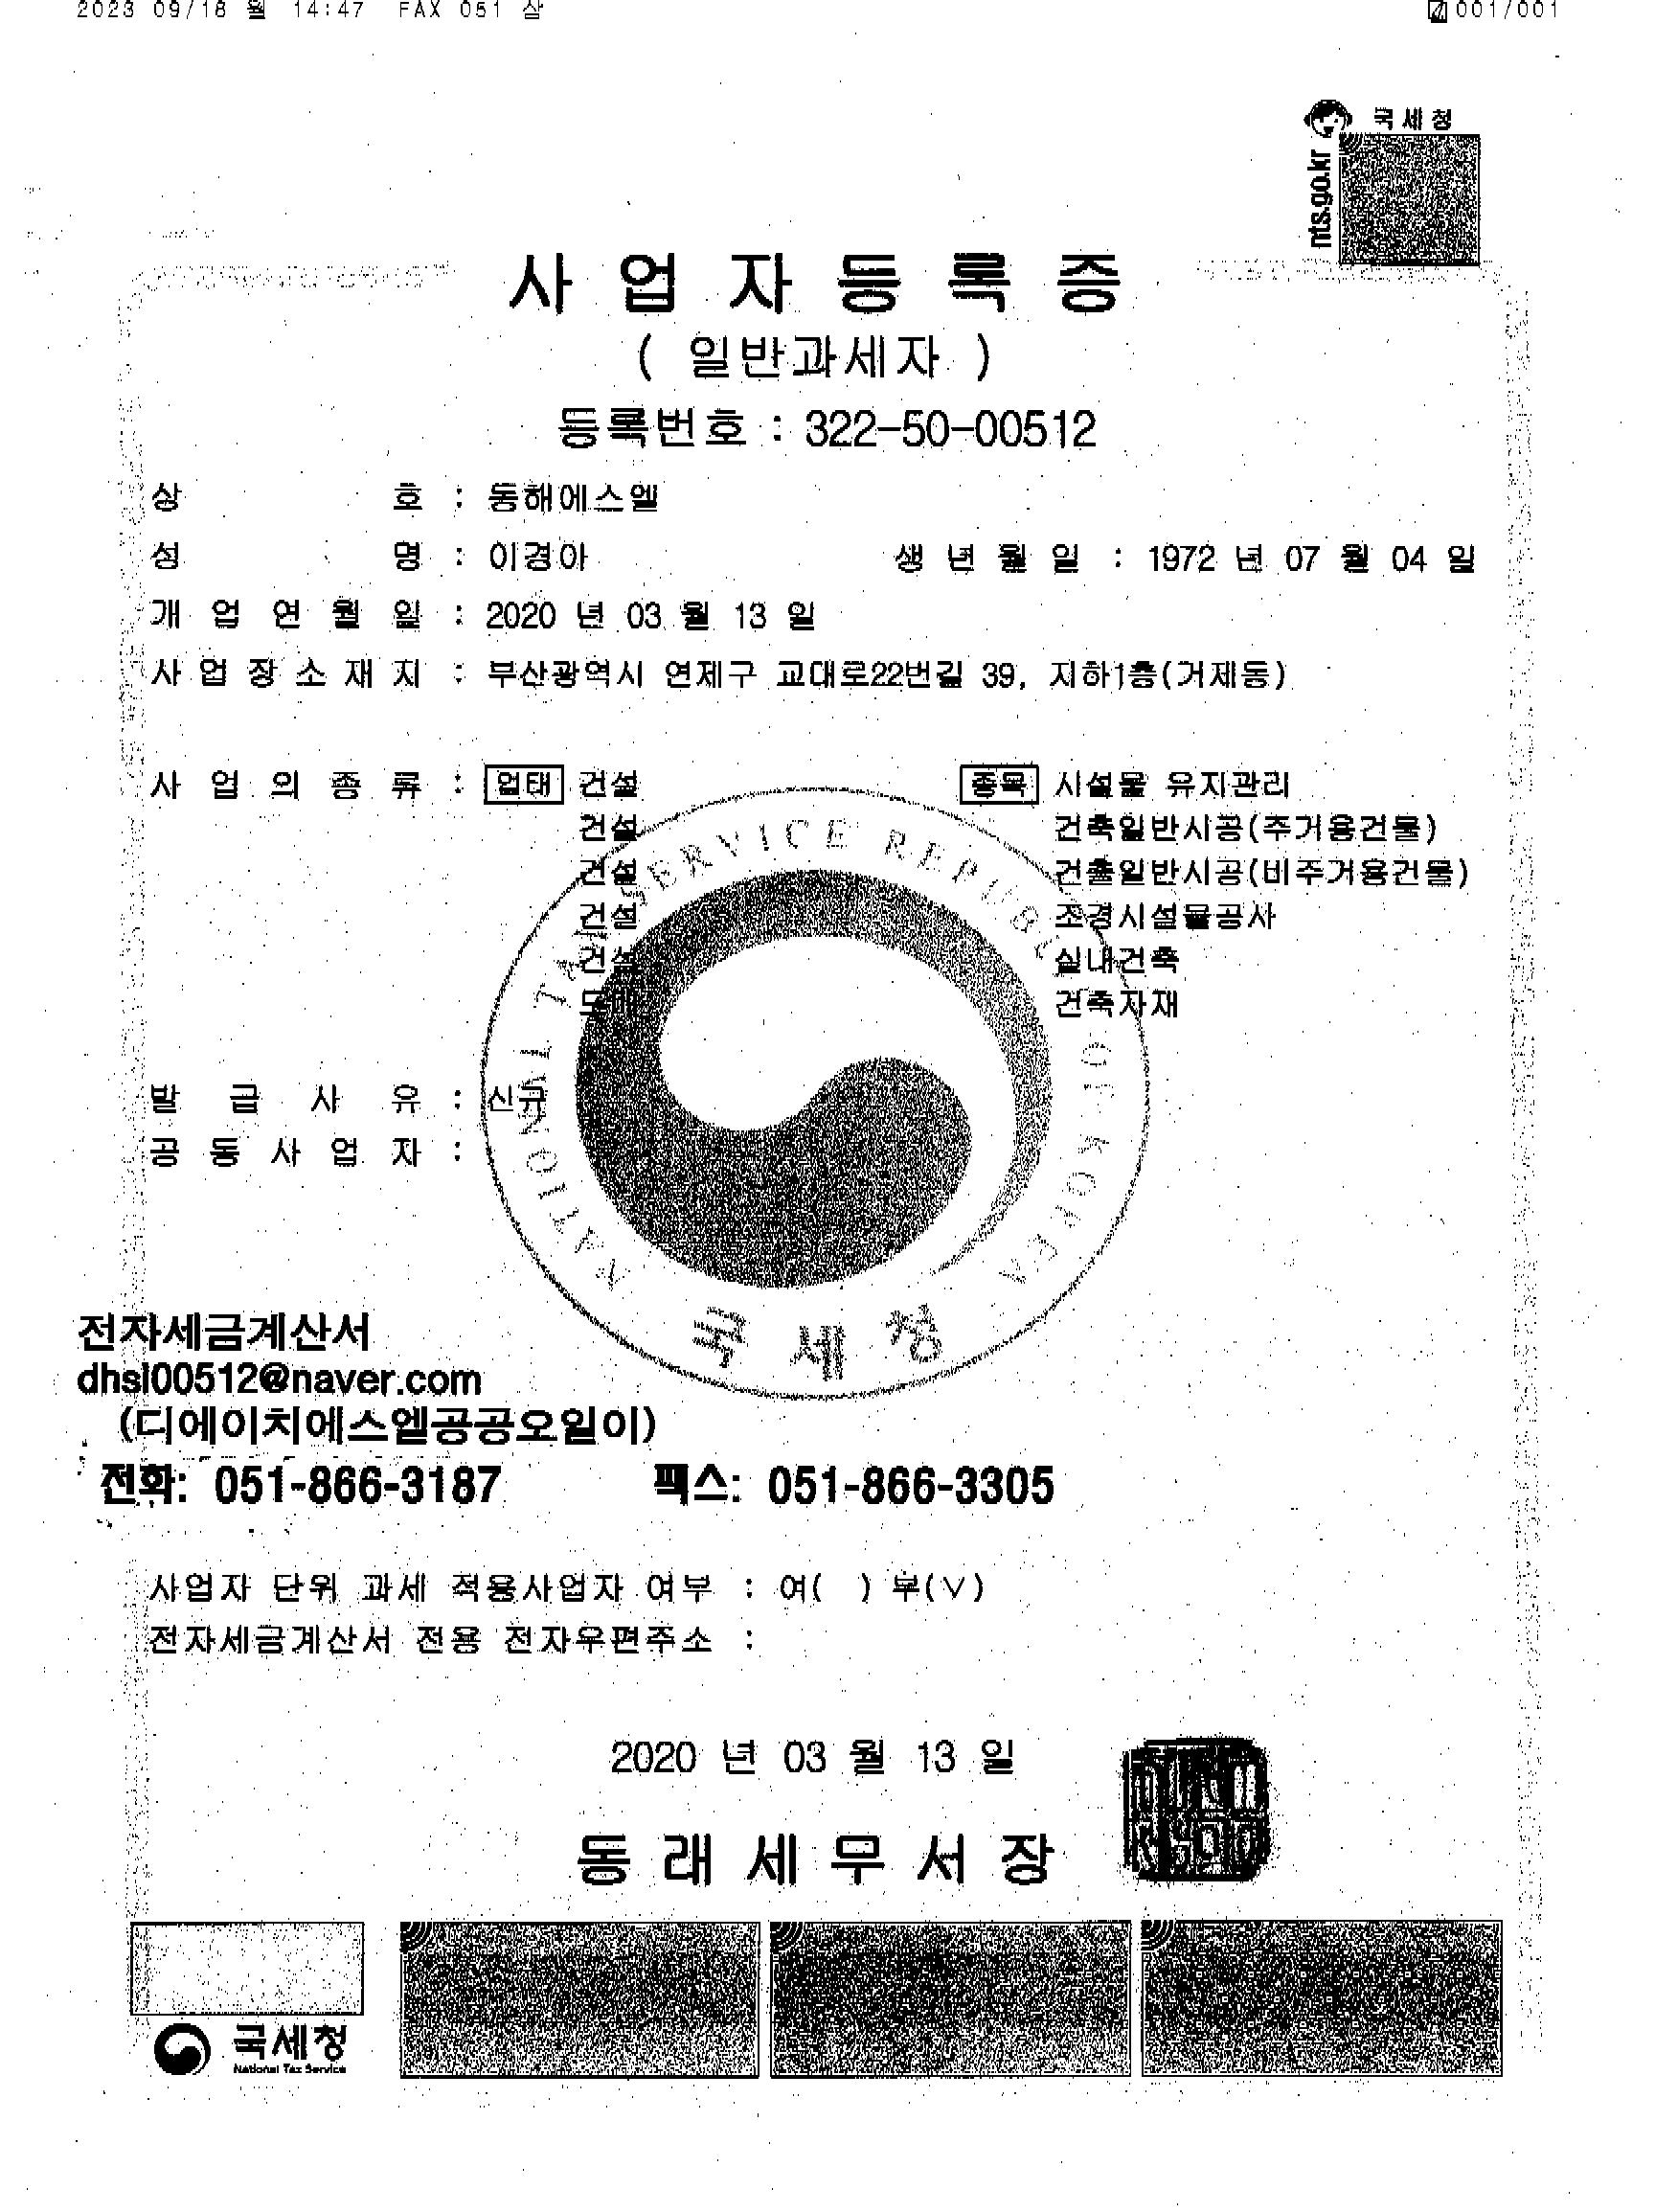 2023 09/18 월 14:47 FAX 051 삼 001/001
국세청
nts.go.kr
사업자등록증
( 일반과세자 )
등록번호 : 322-50-00512
상호 : 동해에스엘
성명 : 이경아 생년월일 : 1972 년 07 월 04 일
개업연월일 : 2020 년 03 월 13 일
사업장소재지 : 부산광역시 연제구 교대로22번길 39, 지하1층(거제동)
사업의종류 : 업태 건설 종목 시설물 유지관리
건설 건축일반시공(주거용건물)
건설 건축일반시공(비주거용건물)
건설 조경시설물공사
건설 실내건축
도매 건축자재
발급사유 : 신규
공동사업자 :
NATIONAL TAX SERVICE REPUBLIC OF KOREA
국세청
전자세금계산서
dhsl00512@naver.com
(디에이치에스엘공공오일이)
전화: 051-866-3187 팩스: 051-866-3305
사업자 단위 과세 적용사업자 여부 : 여( ) 부(∨)
전자세금계산서 전용 전자우편주소 :
2020 년 03 월 13 일
동래세무서장
국세청
National Tax Service